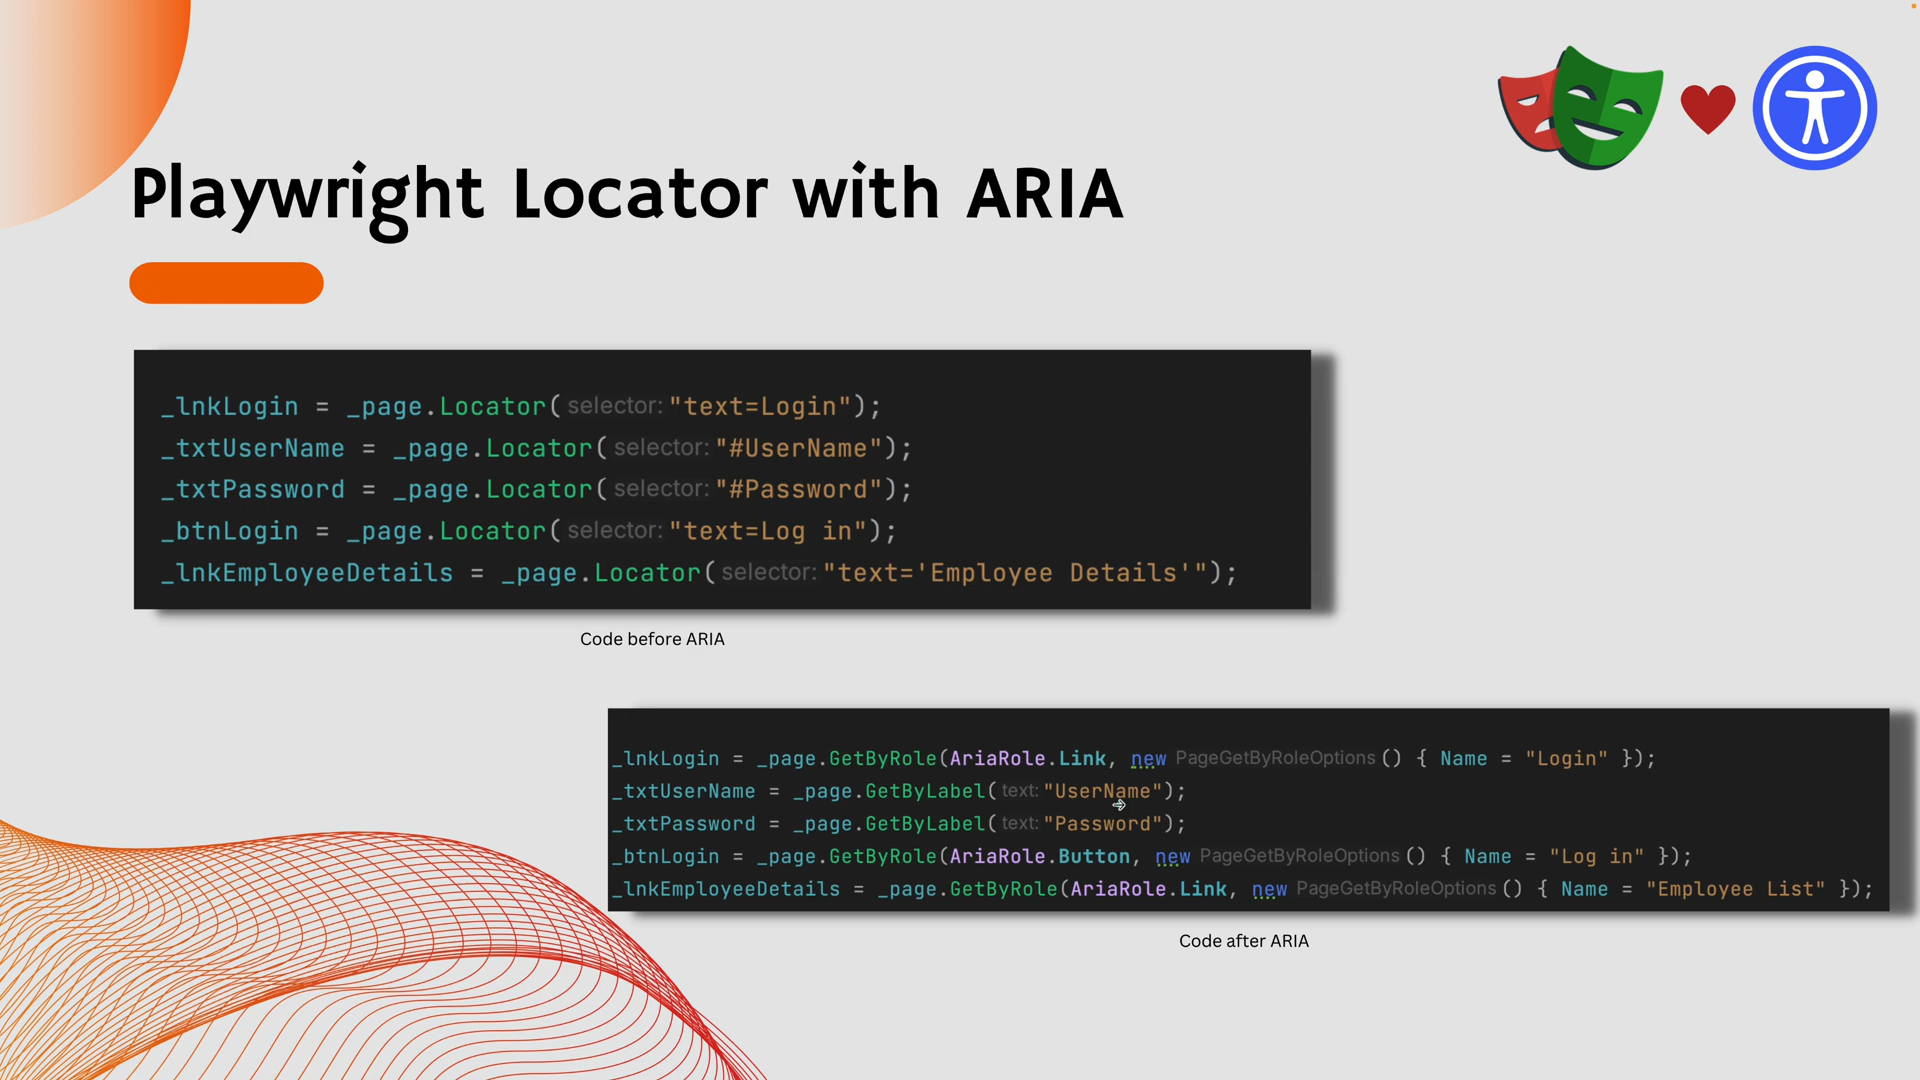 Playwright Locator with ARIA
_lnkLogin = _page.Locator( selector: "text=Login");
_txtUserName = _page.Locator( selector: "#UserName");
_txtPassword = _page.Locator( selector: "#Password");
_btnLogin = _page.Locator( selector: "text=Log in");
_lnkEmployeeDetails = _page.Locator( selector: "text='Employee Details'");
Code before ARIA
_lnkLogin = _page.GetByRole(AriaRole.Link, new PageGetByRoleOptions () { Name = "Login" });
_txtUserName = _page.GetByLabel( text: "UserName");
_txtPassword = _page.GetByLabel( text: "Password");
_btnLogin = _page.GetByRole(AriaRole.Button, new PageGetByRoleOptions () { Name = "Log in" });
_lnkEmployeeDetails = _page.GetByRole(AriaRole.Link, new PageGetByRoleOptions () { Name = "Employee List" });
Code after ARIA